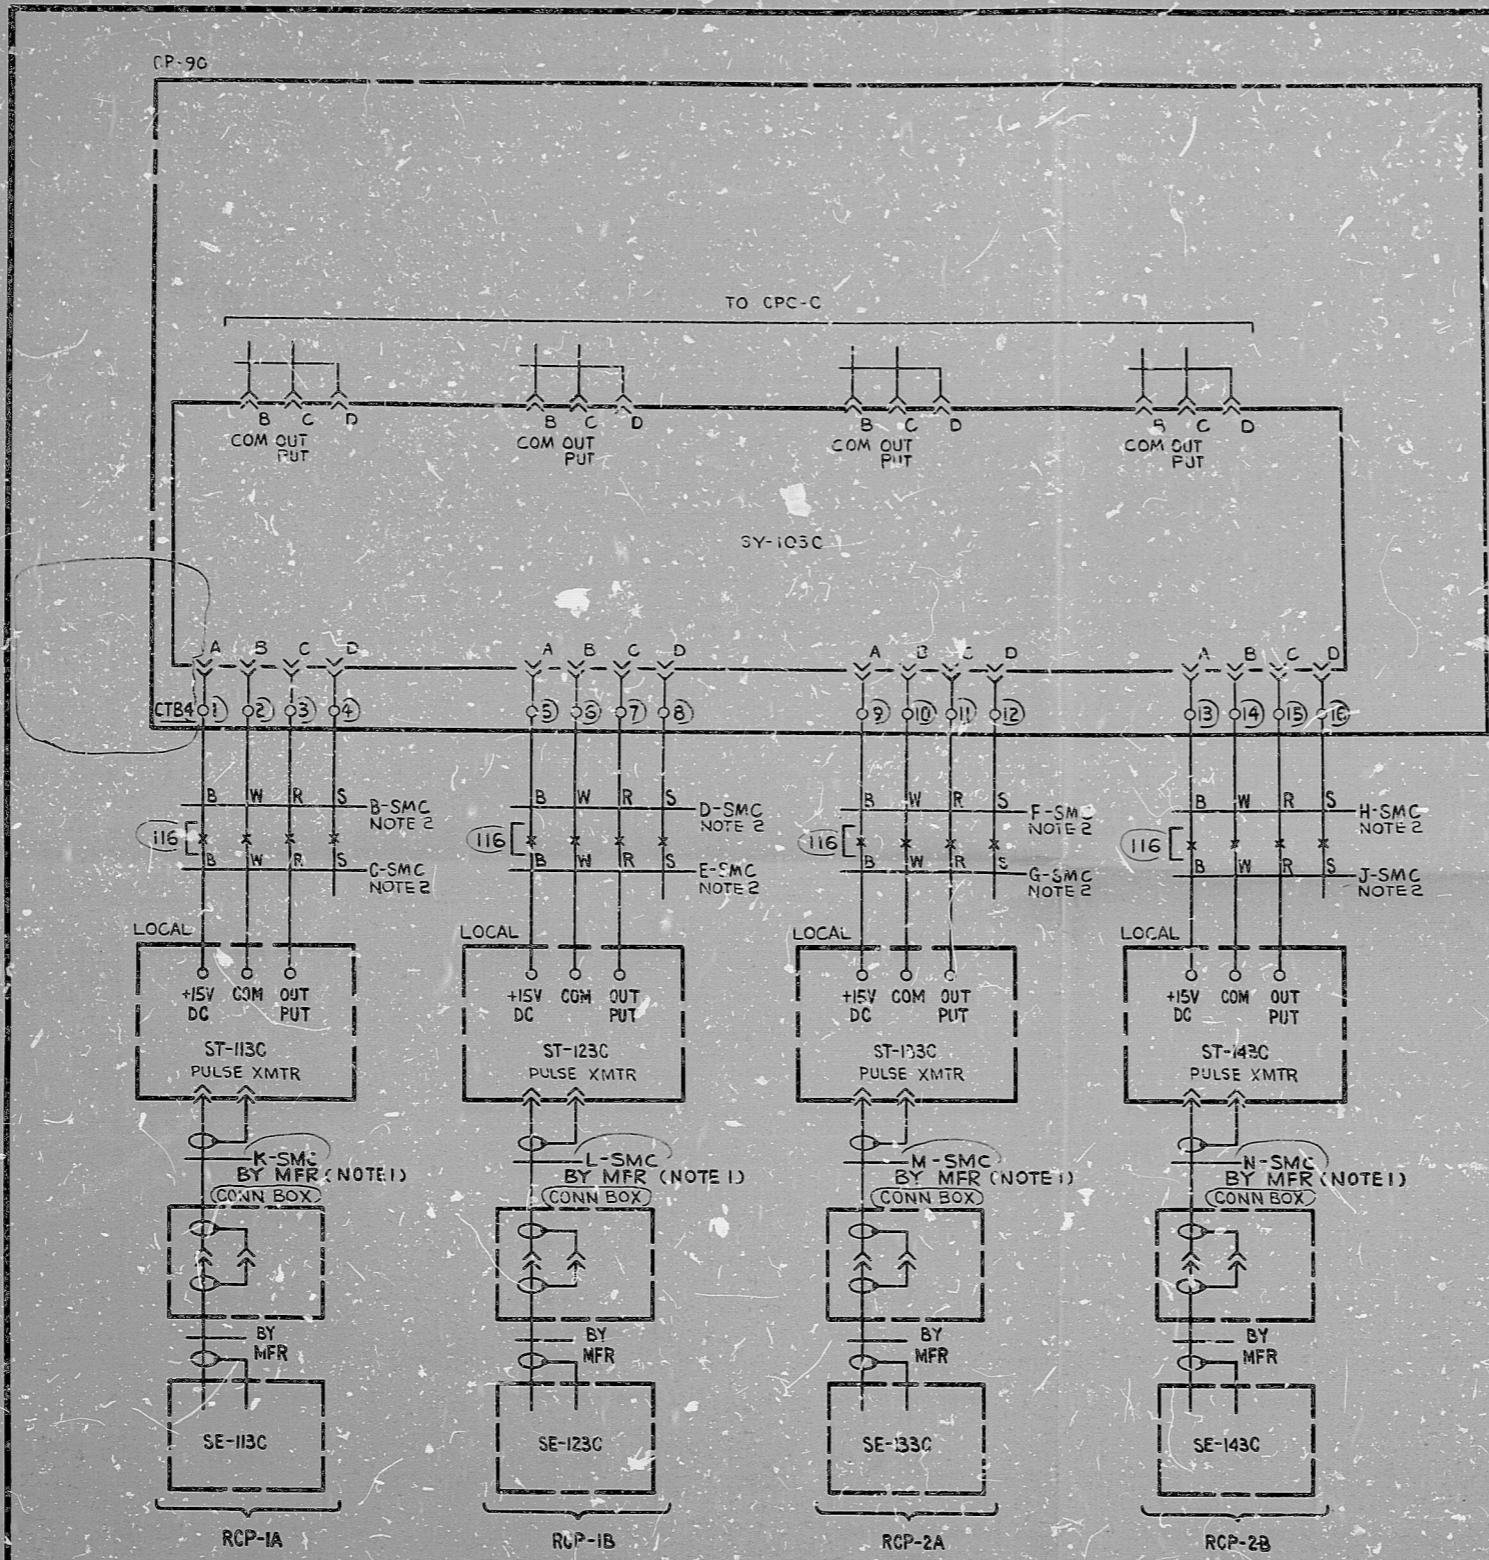 CP-90
TO CPC-C
B C D B C D B C D B C D
COM OUT PUT COM OUT PUT COM OUT PUT COM OUT PUT
SY-103C
A B C D A B C D A B C D A B C D
CTB4 1 2 3 4 5 6 7 8 9 10 11 12 13 14 15 16
B W R S B-SMC B W R S D-SMC B W R S F-SMC B W R S H-SMC
NOTE 2 NOTE 2 NOTE 2 NOTE 2
116 116 116 116
B W R S C-SMC B W R S E-SMC B W R S G-SMC B W R S J-SMC
NOTE 2 NOTE 2 NOTE 2 NOTE 2
LOCAL LOCAL LOCAL LOCAL
+15V COM OUT +15V COM OUT +15V COM OUT +15V COM OUT
DC PUT DC PUT DC PUT DC PUT
ST-113C ST-123C ST-133C ST-143C
PULSE XMTR PULSE XMTR PULSE XMTR PULSE XMTR
K-SMC L-SMC M-SMC N-SMC
BY MFR (NOTE 1) BY MFR (NOTE 1) BY MFR (NOTE 1) BY MFR (NOTE 1)
CONN BOX CONN BOX CONN BOX CONN BOX
BY BY BY BY
MFR MFR MFR MFR
SE-113C SE-123C SE-133C SE-143C
RCP-1A RCP-1B RCP-2A RCP-2B